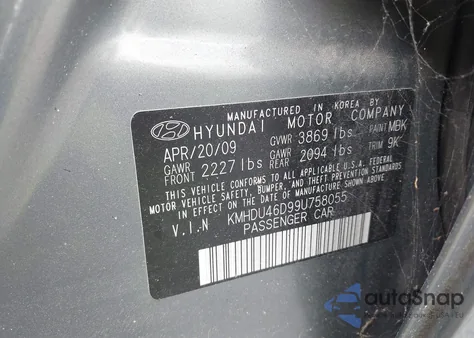 MANUFACTURED IN KOREA BY
HYUNDAI MOTOR COMPANY
APR/20/09 GVWR 3869 lbs PAINT MBK
GAWR FRONT 2227 lbs GAWR REAR 2094 lbs TRIM 9K
THIS VEHICLE CONFORMS TO ALL APPLICABLE U.S.A. FEDERAL
MOTOR VEHICLE SAFETY, BUMPER, AND THEFT PREVENTION STANDARDS
IN EFFECT ON THE DATE OF MANUFACTURE SHOWN ABOVE.
V.I.N KMHDU46D99U758055
PASSENGER CAR
autoSnap